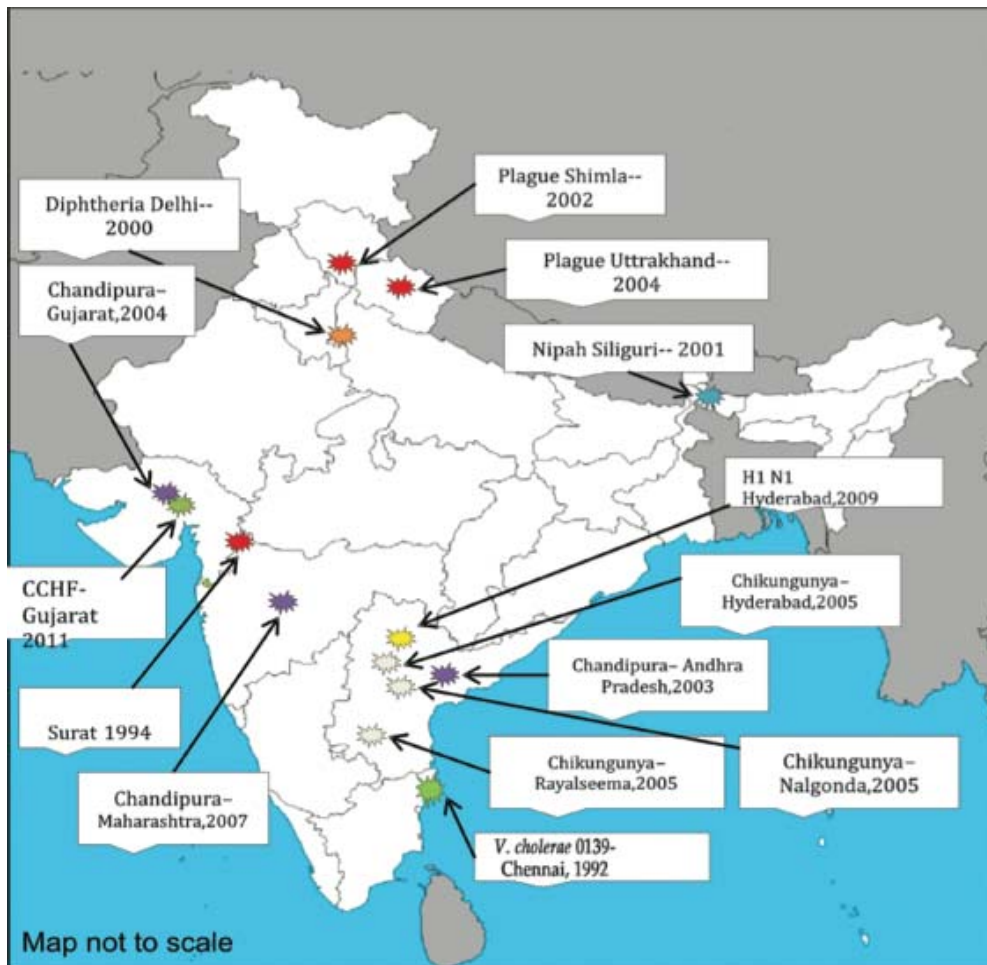 Plague Shimla--
2002
Diphtheria Delhi--
2000
Plague Uttrakhand--
2004
Chandipura–
Gujarat,2004
Nipah Siliguri-- 2001
H1 N1
Hyderabad,2009
CCHF-
Gujarat
2011
Chikungunya–
Hyderabad,2005
Chandipura– Andhra
Pradesh,2003
Surat 1994
Chikungunya–
Rayalseema,2005
Chikungunya–
Nalgonda,2005
Chandipura–
Maharashtra,2007
V. cholerae 0139-
Chennai, 1992
Map not to scale